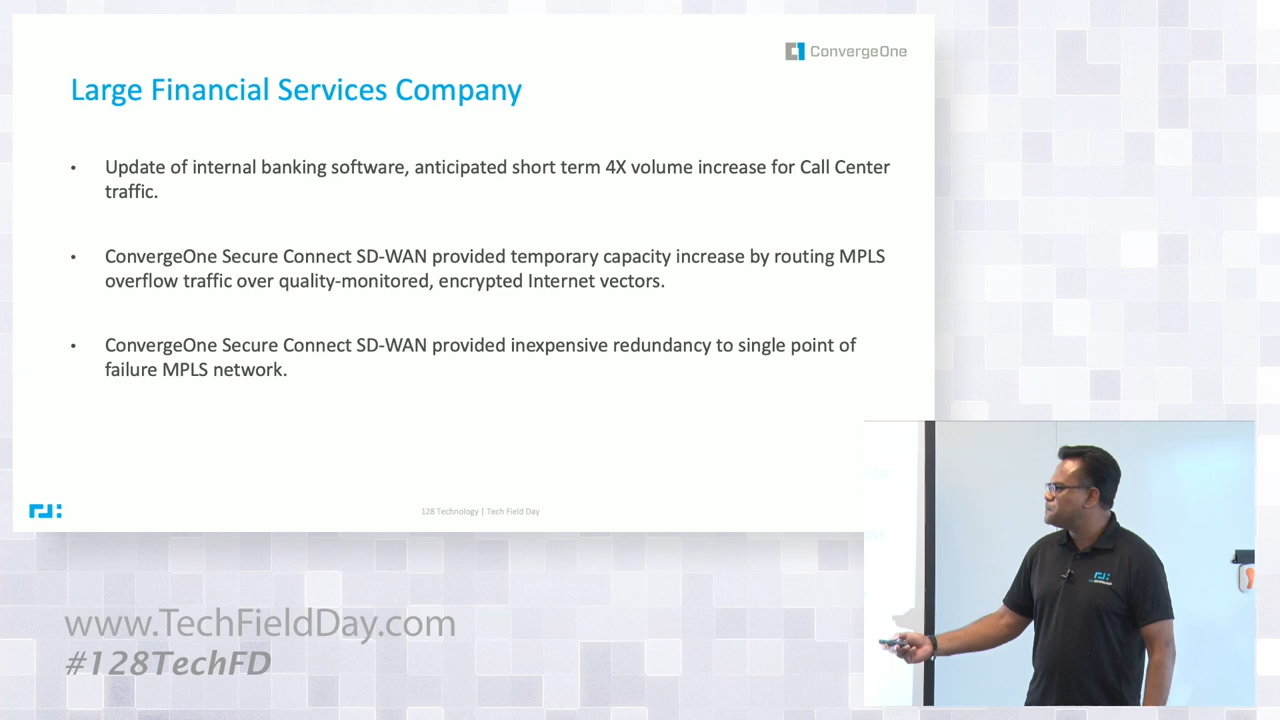 ConvergeOne
Large Financial Services Company
• Update of internal banking software, anticipated short term 4X volume increase for Call Center
traffic.
• ConvergeOne Secure Connect SD-WAN provided temporary capacity increase by routing MPLS
overflow traffic over quality-monitored, encrypted Internet vectors.
• ConvergeOne Secure Connect SD-WAN provided inexpensive redundancy to single point of
failure MPLS network.
128 Technology | Tech Field Day
www.TechFieldDay.com
#128TechFD